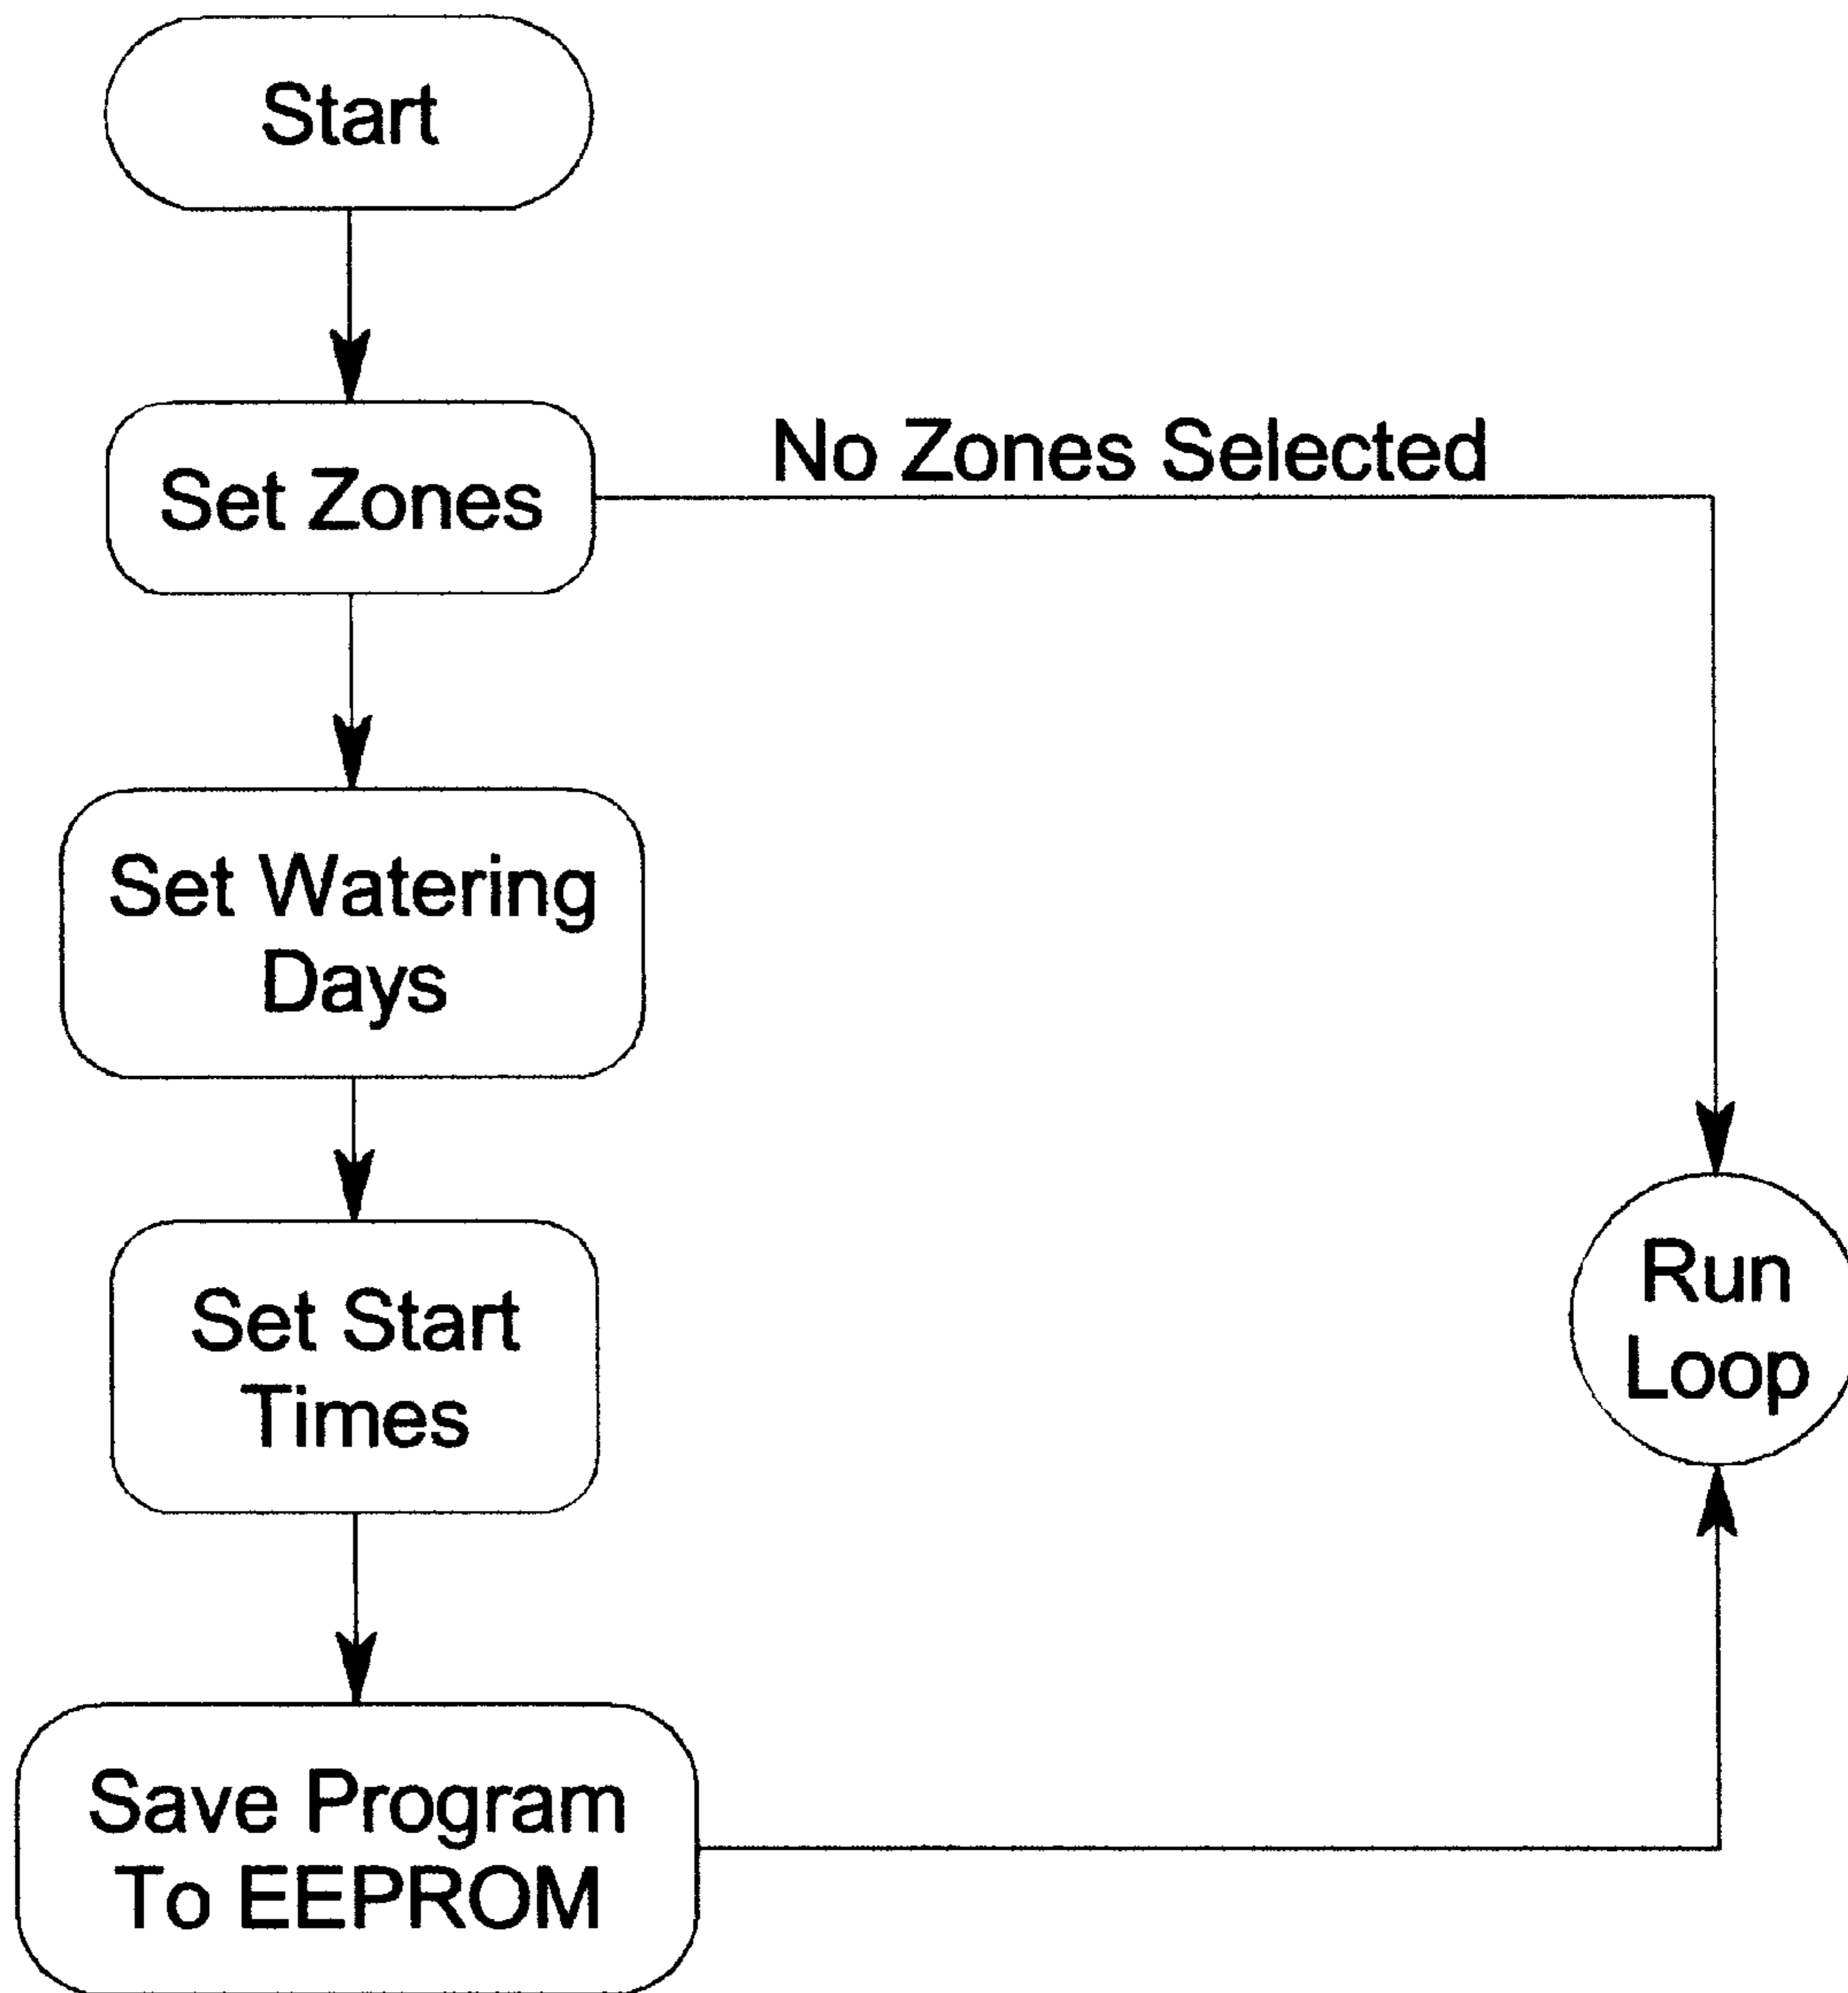 Start
Set Zones
No Zones Selected
Set Watering
Days
Set Start
Times
Run
Loop
Save Program
To EEPROM